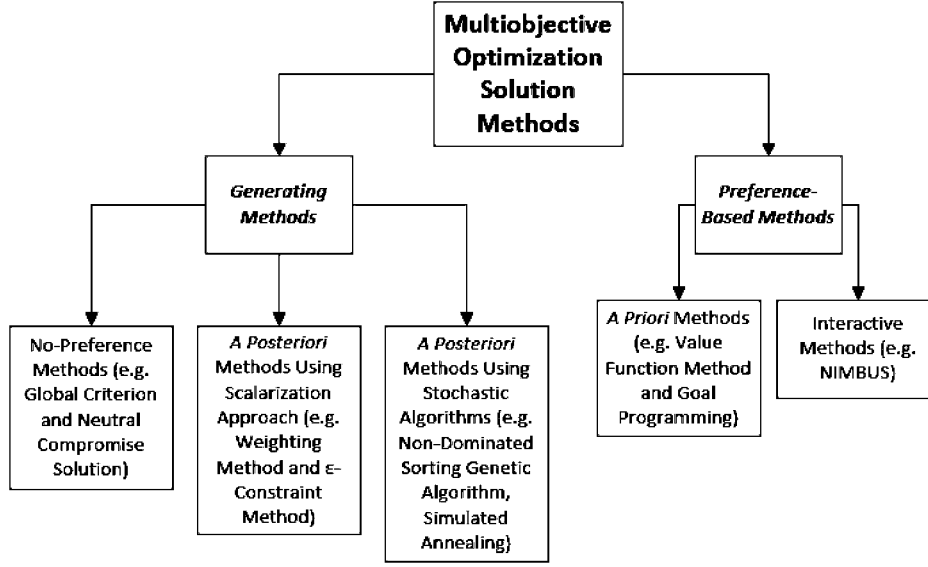 Multiobjective
Optimization
Solution
Methods
Generating
Methods
Preference-
Based Methods
No-Preference
Methods (e.g.
Global Criterion
and Neutral
Compromise
Solution)
A Posteriori
Methods Using
Scalarization
Approach (e.g.
Weighting
Method and ε-
Constraint
Method)
A Posteriori
Methods Using
Stochastic
Algorithms (e.g.
Non-Dominated
Sorting Genetic
Algorithm,
Simulated
Annealing)
A Priori Methods
(e.g. Value
Function Method
and Goal
Programming)
Interactive
Methods (e.g.
NIMBUS)